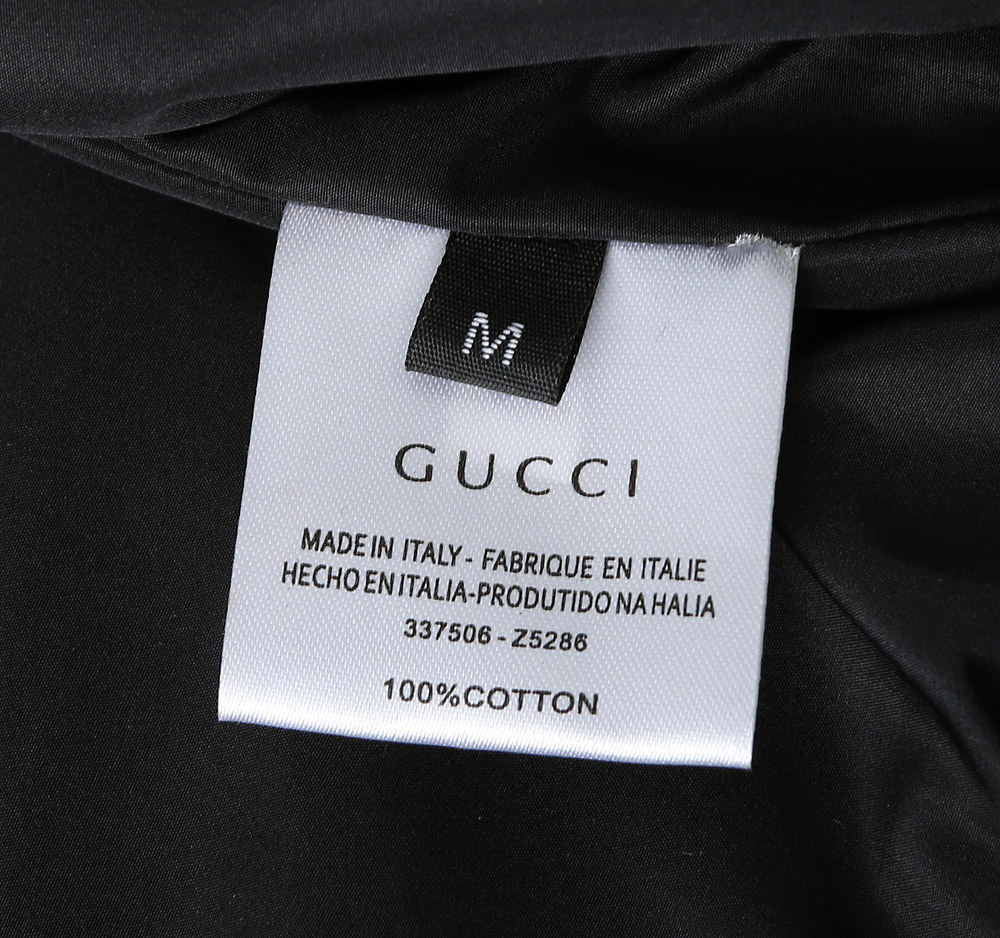 M
GUCCI
MADE IN ITALY - FABRIQUE EN ITALIE
HECHO EN ITALIA-PRODUTIDO NA HALIA
337506 - Z5286
100%COTTON